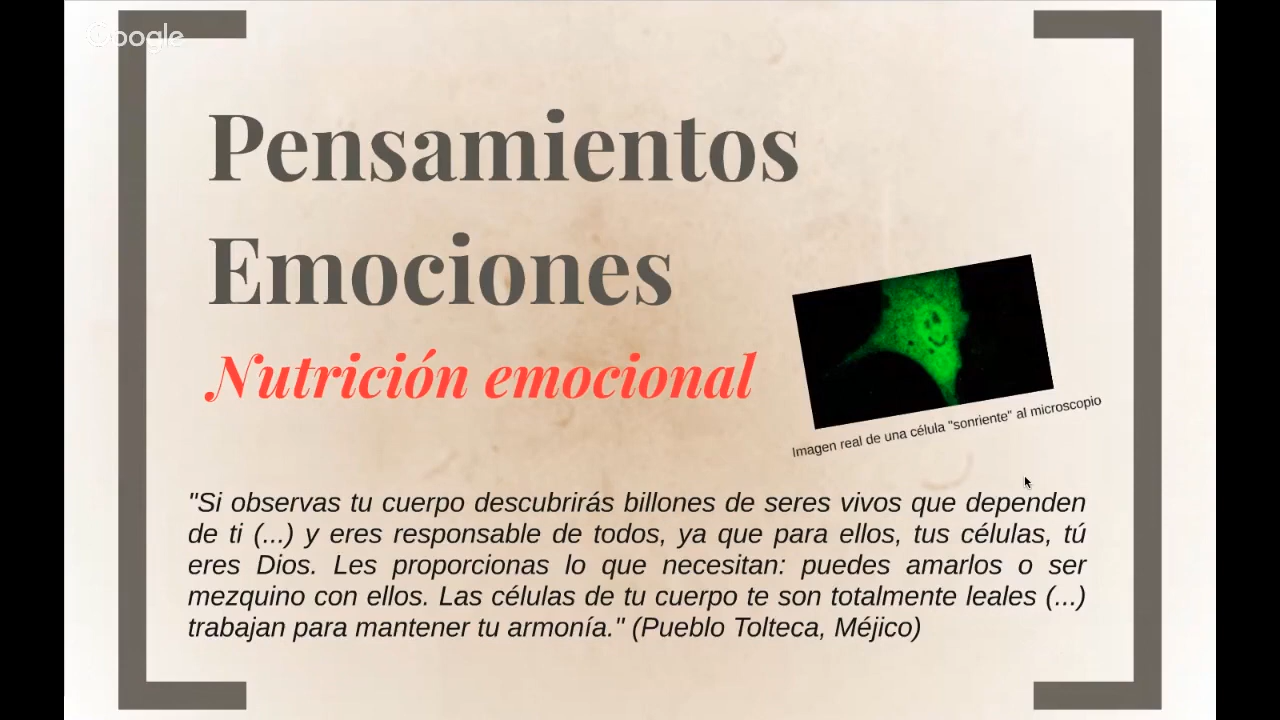 Google
Pensamientos
Emociones
Nutrición emocional
Imagen real de una célula "sonriente" al microscopio
"Si observas tu cuerpo descubrirás billones de seres vivos que dependen
de ti (...) y eres responsable de todos, ya que para ellos, tus células, tú
eres Dios. Les proporcionas lo que necesitan: puedes amarlos o ser
mezquino con ellos. Las células de tu cuerpo te son totalmente leales (...)
trabajan para mantener tu armonía." (Pueblo Tolteca, Méjico)